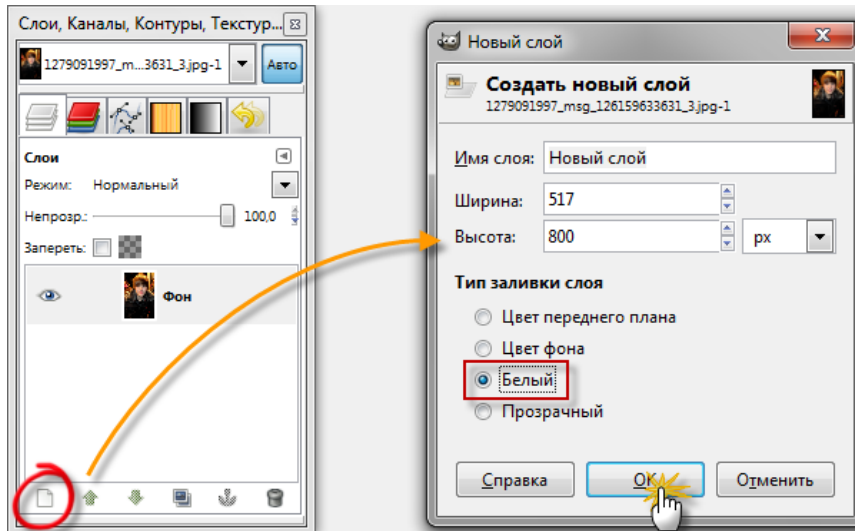 Слои, Каналы, Контуры, Текстур...
1279091997_m...3631_3.jpg-1
Авто
Слои
Режим: Нормальный
Непрозр.: 100,0
Запереть:
Фон
Новый слой
Создать новый слой
1279091997_msg_126159633631_3.jpg-1
Имя слоя: Новый слой
Ширина: 517
Высота: 800 px
Тип заливки слоя
Цвет переднего плана
Цвет фона
Белый
Прозрачный
Справка
OK
Отменить